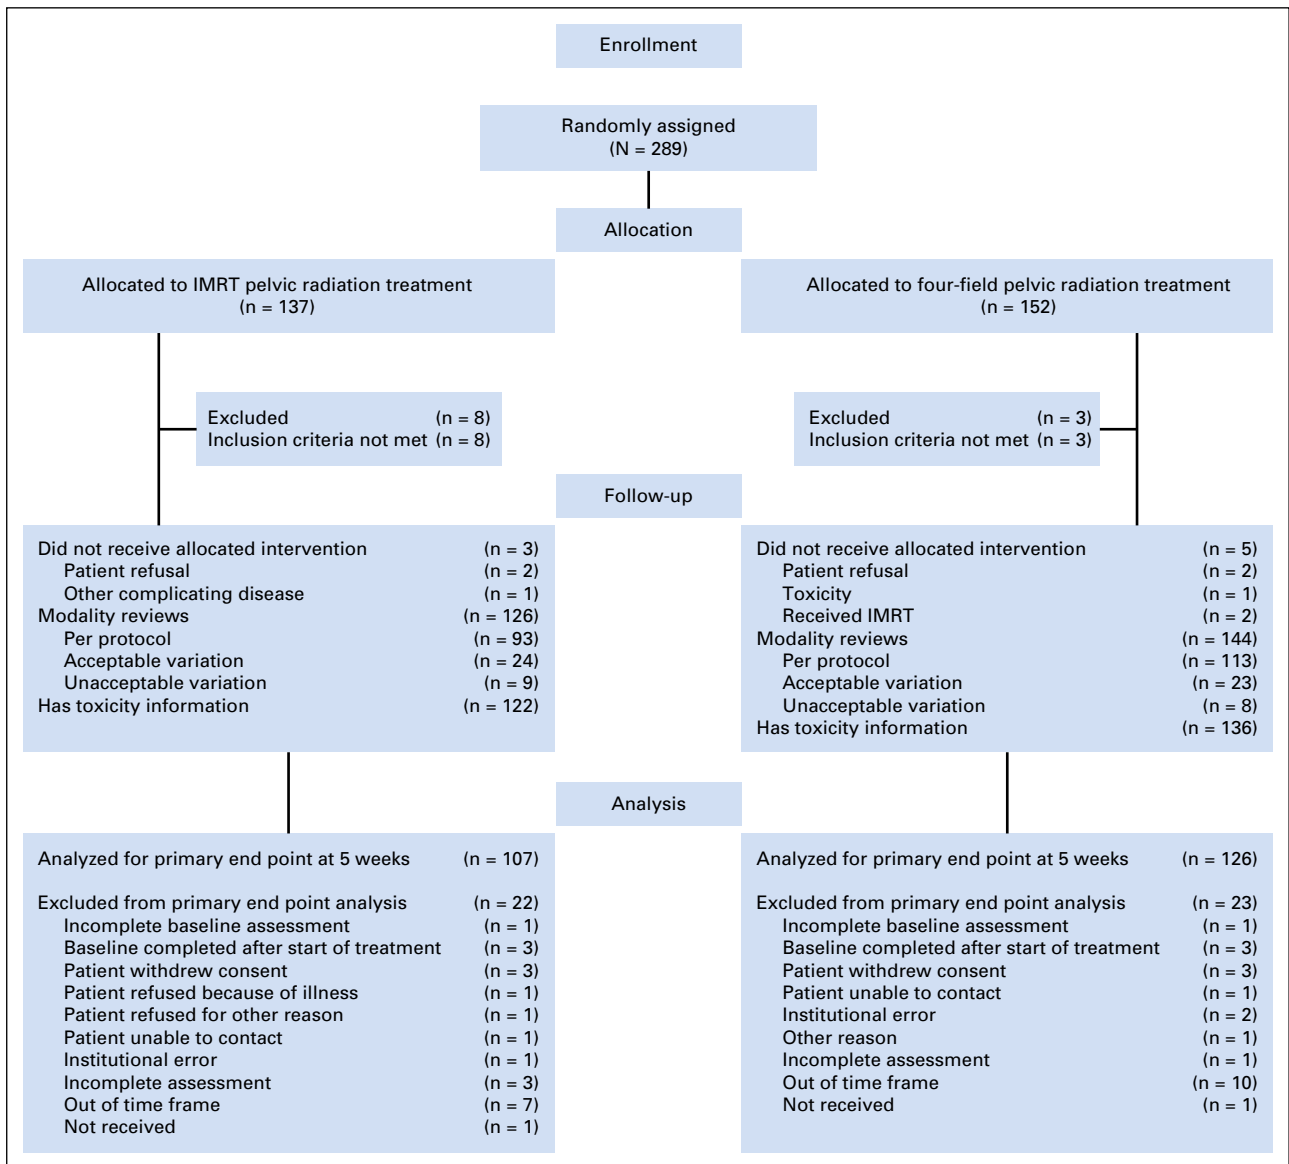 Enrollment
Randomly assigned
(N = 289)
Allocation
Allocated to IMRT pelvic radiation treatment
(n = 137)
Allocated to four-field pelvic radiation treatment
(n = 152)
Excluded (n = 8)
Inclusion criteria not met (n = 8)
Excluded (n = 3)
Inclusion criteria not met (n = 3)
Follow-up
Did not receive allocated intervention (n = 3)
Patient refusal (n = 2)
Other complicating disease (n = 1)
Modality reviews (n = 126)
Per protocol (n = 93)
Acceptable variation (n = 24)
Unacceptable variation (n = 9)
Has toxicity information (n = 122)
Did not receive allocated intervention (n = 5)
Patient refusal (n = 2)
Toxicity (n = 1)
Received IMRT (n = 2)
Modality reviews (n = 144)
Per protocol (n = 113)
Acceptable variation (n = 23)
Unacceptable variation (n = 8)
Has toxicity information (n = 136)
Analysis
Analyzed for primary end point at 5 weeks (n = 107)
Excluded from primary end point analysis (n = 22)
Incomplete baseline assessment (n = 1)
Baseline completed after start of treatment (n = 3)
Patient withdrew consent (n = 3)
Patient refused because of illness (n = 1)
Patient refused for other reason (n = 1)
Patient unable to contact (n = 1)
Institutional error (n = 1)
Incomplete assessment (n = 3)
Out of time frame (n = 7)
Not received (n = 1)
Analyzed for primary end point at 5 weeks (n = 126)
Excluded from primary end point analysis (n = 23)
Incomplete baseline assessment (n = 1)
Baseline completed after start of treatment (n = 3)
Patient withdrew consent (n = 3)
Patient unable to contact (n = 1)
Institutional error (n = 2)
Other reason (n = 1)
Incomplete assessment (n = 1)
Out of time frame (n = 10)
Not received (n = 1)